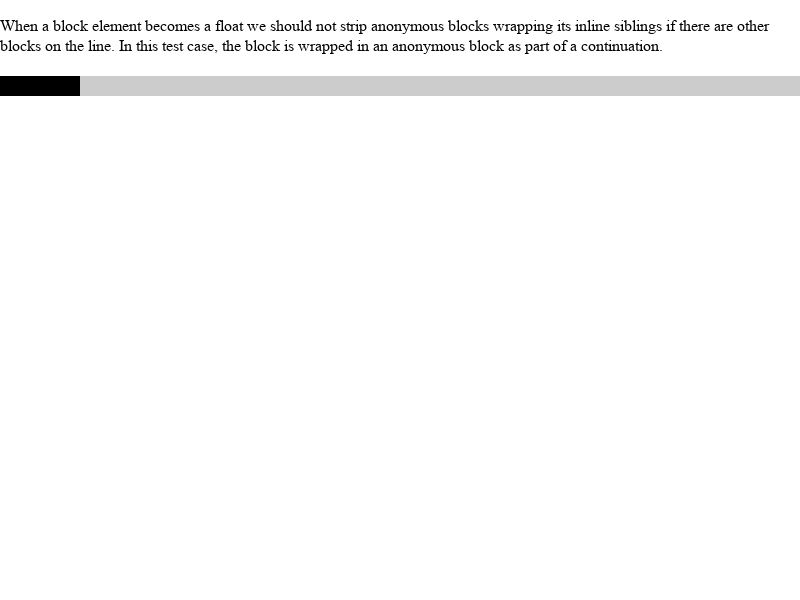 When a block element becomes a float we should not strip anonymous blocks wrapping its inline siblings if there are other
blocks on the line. In this test case, the block is wrapped in an anonymous block as part of a continuation.